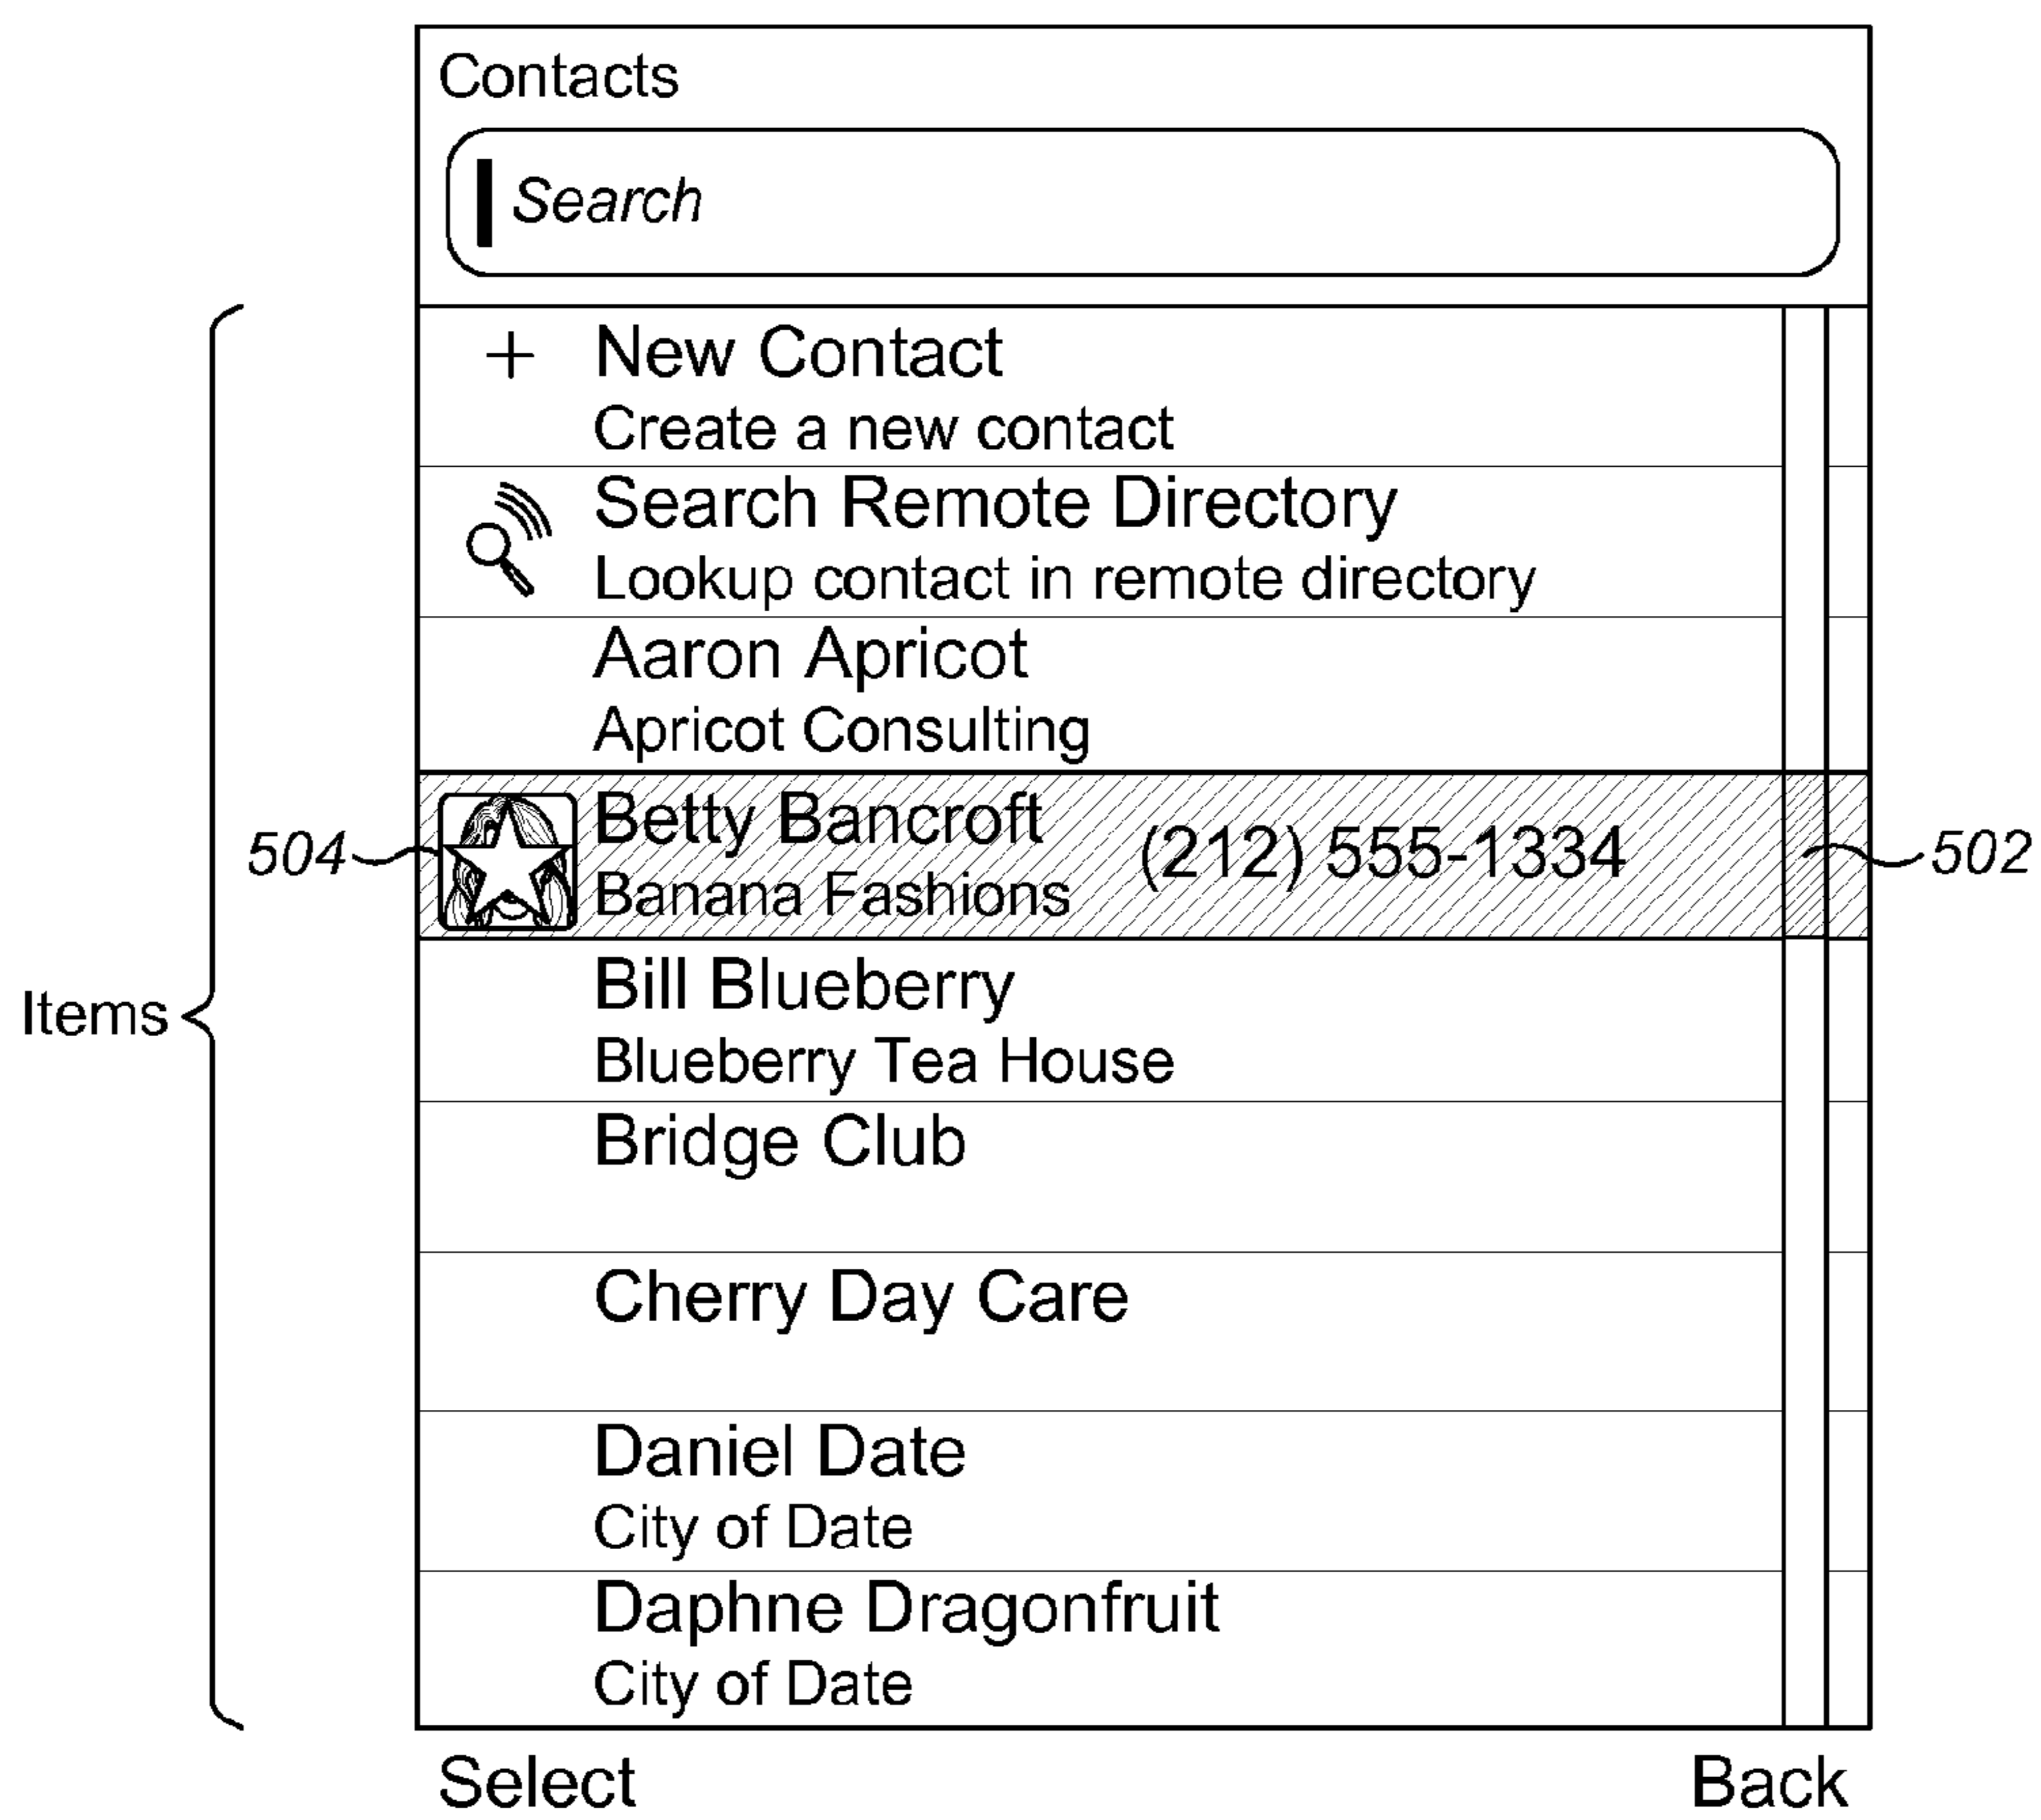 Contacts
Search
+ New Contact
Create a new contact
Search Remote Directory
Lookup contact in remote directory
Aaron Apricot
Apricot Consulting
504
Betty Bancroft
(212) 555-1334
502
Banana Fashions
Bill Blueberry
Items
Blueberry Tea House
Bridge Club
Cherry Day Care
Daniel Date
City of Date
Daphne Dragonfruit
City of Date
Select
Back